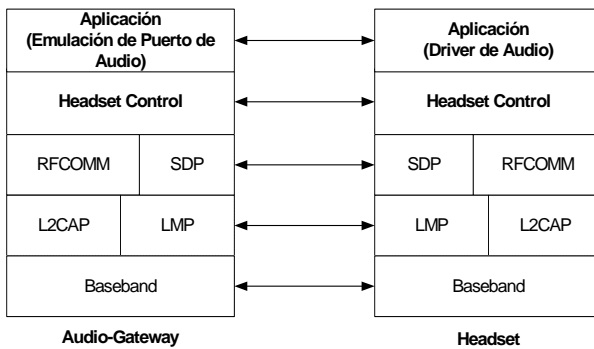 Aplicación
(Emulación de Puerto de
Audio)
Aplicación
(Driver de Audio)
Headset Control
Headset Control
RFCOMM
SDP
SDP
RFCOMM
L2CAP
LMP
LMP
L2CAP
Baseband
Baseband
Audio-Gateway
Headset